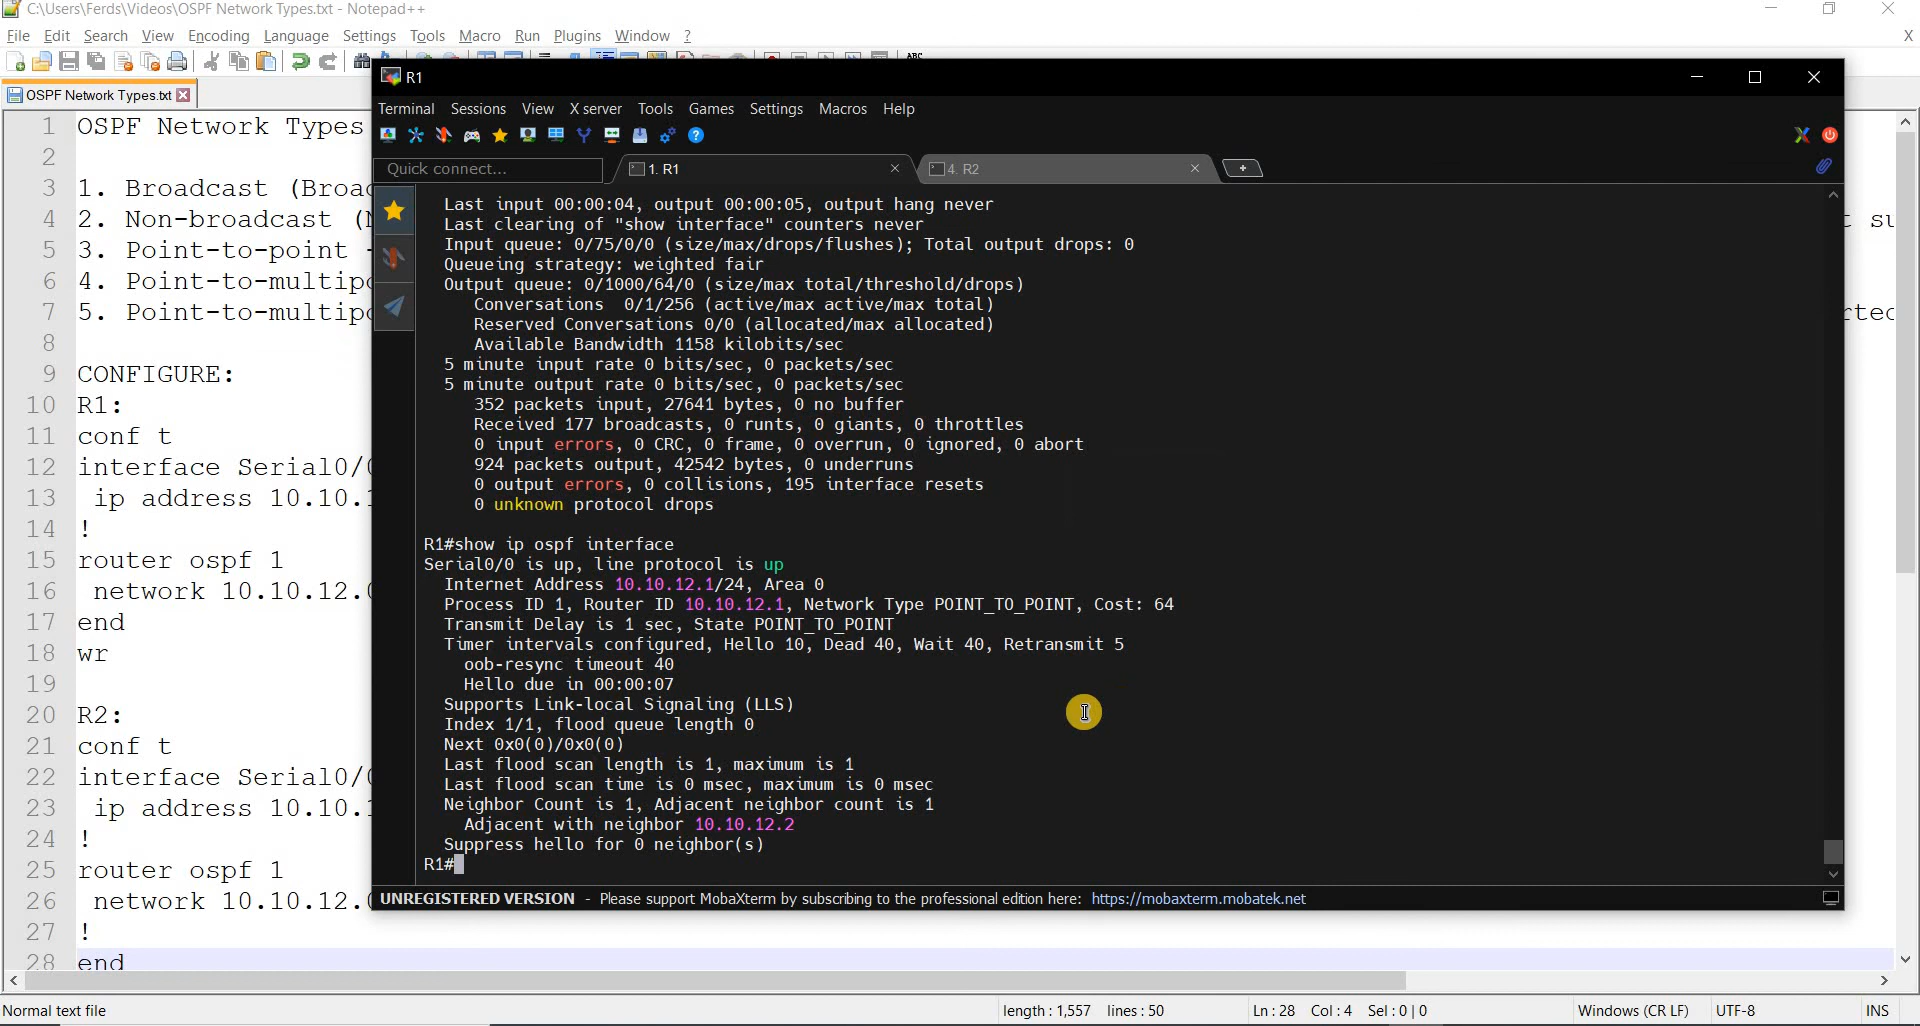 C:\Users\Ferds\Videos\OSPF Network Types.txt - Notepad++
File Edit Search View Encoding Language Settings Tools Macro Run Plugins Window ? X
OSPF Network Types.txt
1 OSPF Network Types
2
3 1. Broadcast (Broad
4 2. Non-broadcast (N
5 3. Point-to-point -
6 4. Point-to-multipo
7 5. Point-to-multipo
8
9 CONFIGURE:
10 R1:
11 conf t
12 interface Serial0/0
13 ip address 10.10.1
14 !
15 router ospf 1
16 network 10.10.12.0
17 end
18 wr
19
20 R2:
21 conf t
22 interface Serial0/0
23 ip address 10.10.1
24 !
25 router ospf 1
26 network 10.10.12.0
27 !
28 end
t su
rted
R1
Terminal Sessions View X server Tools Games Settings Macros Help
Quick connect...
1. R1
4. R2
Last input 00:00:04, output 00:00:05, output hang never
Last clearing of "show interface" counters never
Input queue: 0/75/0/0 (size/max/drops/flushes); Total output drops: 0
Queueing strategy: weighted fair
Output queue: 0/1000/64/0 (size/max total/threshold/drops)
Conversations 0/1/256 (active/max active/max total)
Reserved Conversations 0/0 (allocated/max allocated)
Available Bandwidth 1158 kilobits/sec
5 minute input rate 0 bits/sec, 0 packets/sec
5 minute output rate 0 bits/sec, 0 packets/sec
352 packets input, 27641 bytes, 0 no buffer
Received 177 broadcasts, 0 runts, 0 giants, 0 throttles
0 input errors, 0 CRC, 0 frame, 0 overrun, 0 ignored, 0 abort
924 packets output, 42542 bytes, 0 underruns
0 output errors, 0 collisions, 195 interface resets
0 unknown protocol drops
R1#show ip ospf interface
Serial0/0 is up, line protocol is up
Internet Address 10.10.12.1/24, Area 0
Process ID 1, Router ID 10.10.12.1, Network Type POINT_TO_POINT, Cost: 64
Transmit Delay is 1 sec, State POINT_TO_POINT
Timer intervals configured, Hello 10, Dead 40, Wait 40, Retransmit 5
oob-resync timeout 40
Hello due in 00:00:07
Supports Link-local Signaling (LLS)
Index 1/1, flood queue length 0
Next 0x0(0)/0x0(0)
Last flood scan length is 1, maximum is 1
Last flood scan time is 0 msec, maximum is 0 msec
Neighbor Count is 1, Adjacent neighbor count is 1
Adjacent with neighbor 10.10.12.2
Suppress hello for 0 neighbor(s)
R1#
UNREGISTERED VERSION - Please support MobaXterm by subscribing to the professional edition here: https://mobaxterm.mobatek.net
Normal text file length : 1,557 lines : 50 Ln : 28 Col : 4 Sel : 0 | 0 Windows (CR LF) UTF-8 INS